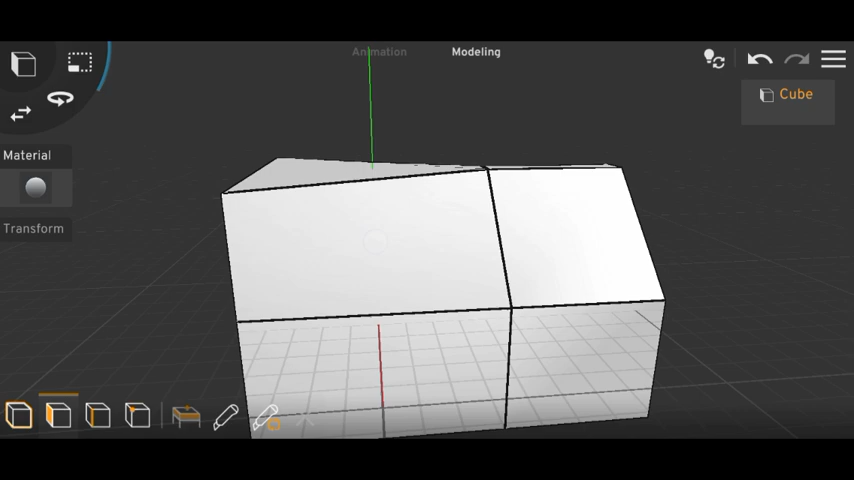 Animation
Modeling
Cube
Material
Transform